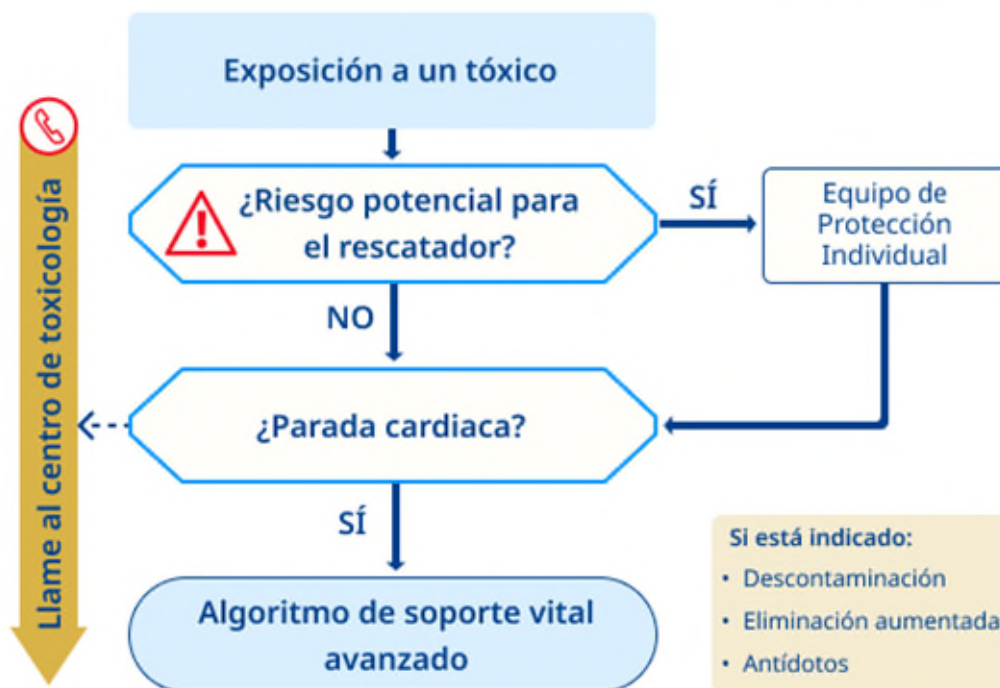 Exposición a un tóxico
Llame al centro de toxicología
¿Riesgo potencial para
el rescatador?
SÍ
Equipo de
Protección
Individual
NO
¿Parada cardiaca?
SÍ
Algoritmo de soporte vital
avanzado
Si está indicado:
• Descontaminación
• Eliminación aumentada
• Antídotos